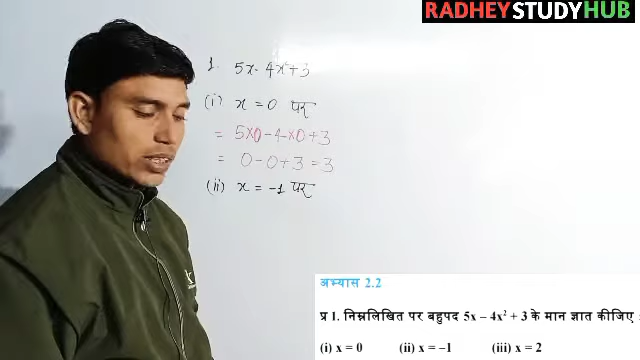 RADHEY STUDY HUB
1. 5x - 4x² + 3
(i) x = 0 पर
= 5×0 - 4 - ×0 + 3
= 0 - 0 + 3 = 3
(ii) x = -1 पर
अभ्यास 2.2
प्र 1. निम्नलिखित पर बहुपद 5x – 4x² + 3 के मान ज्ञात कीजिए :
(i) x = 0 (ii) x = –1 (iii) x = 2